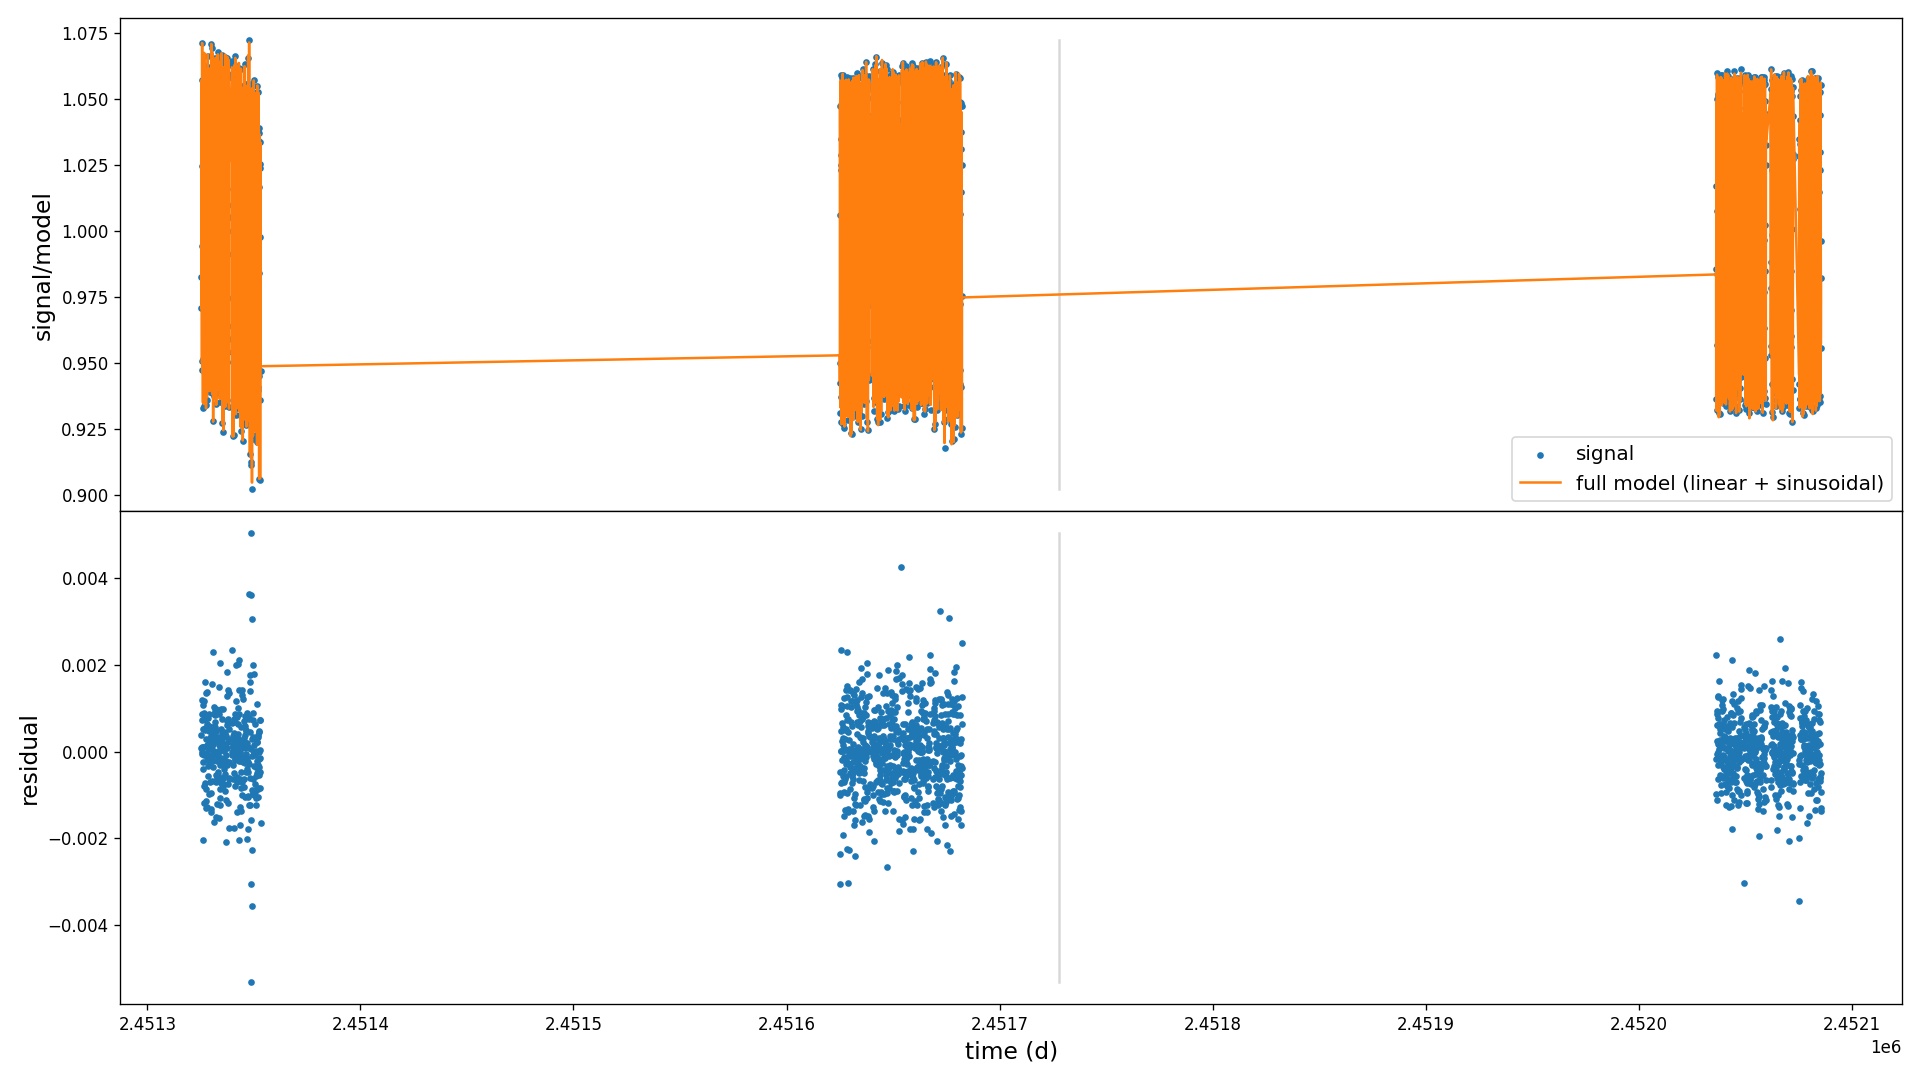 1.075
1.050
1.025
1.000
0.975
0.950
0.925
0.900
signal/model
signal
full model (linear + sinusoidal)
0.004
0.002
0.000
−0.002
−0.004
residual
2.4513 2.4514 2.4515 2.4516 2.4517 2.4518 2.4519 2.4520 2.4521
1e6
time (d)